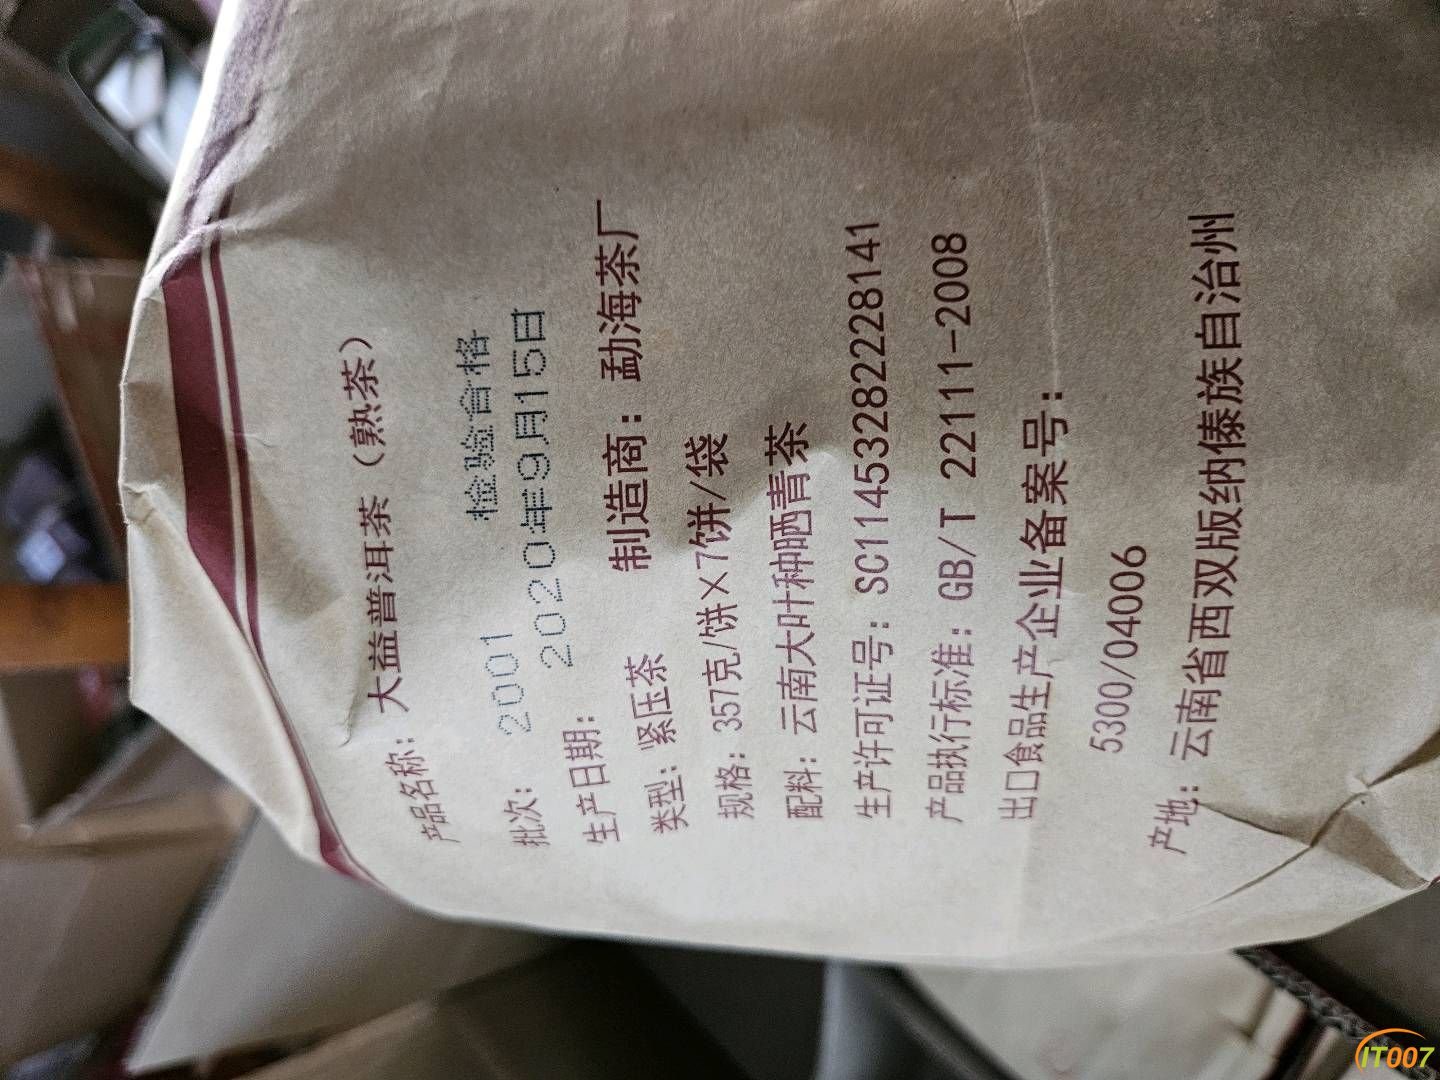 产品名称：大益普洱茶（熟茶）
批次：2001 检验合格
生产日期：2020年9月15日
类型：紧压茶 制造商：勐海茶厂
规格：357克/饼×7饼/袋
配料：云南大叶种晒青茶
生产许可证号：SC11453282228141
产品执行标准：GB/T 22111-2008
出口食品生产企业备案号：
5300/04006
产地：云南省西双版纳傣族自治州
IT007